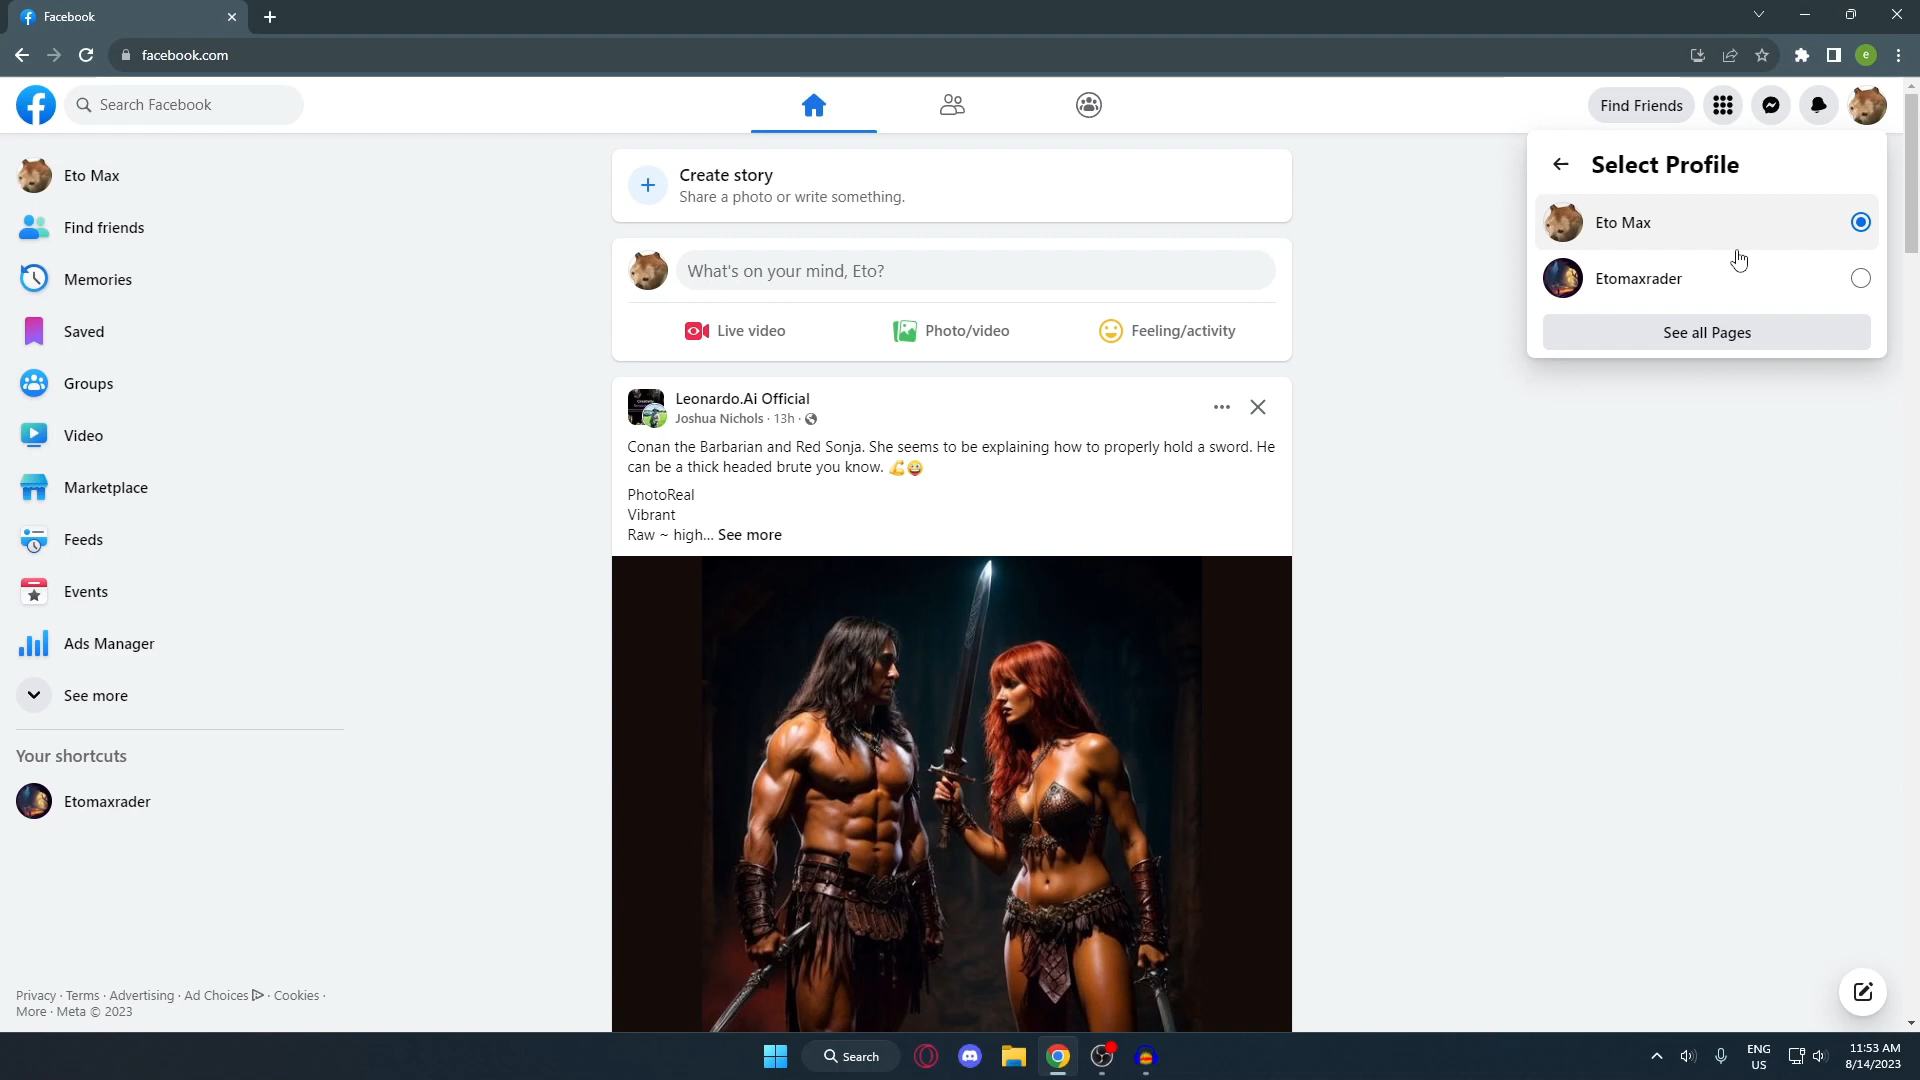 Facebook
facebook.com
e
Search Facebook
Find Friends
Eto Max
Find friends
Memories
Saved
Groups
Video
Marketplace
Feeds
Events
Ads Manager
See more
Your shortcuts
Etomaxrader
Privacy · Terms · Advertising · Ad Choices · Cookies ·
More · Meta © 2023
Create story
Share a photo or write something.
What's on your mind, Eto?
Live video
Photo/video
Feeling/activity
Leonardo.Ai Official
Joshua Nichols · 13h ·
Conan the Barbarian and Red Sonja. She seems to be explaining how to properly hold a sword. He
can be a thick headed brute you know. 💪😀
PhotoReal
Vibrant
Raw ~ high... See more
Select Profile
Eto Max
Etomaxrader
See all Pages
Search
ENG
US
11:53 AM
8/14/2023